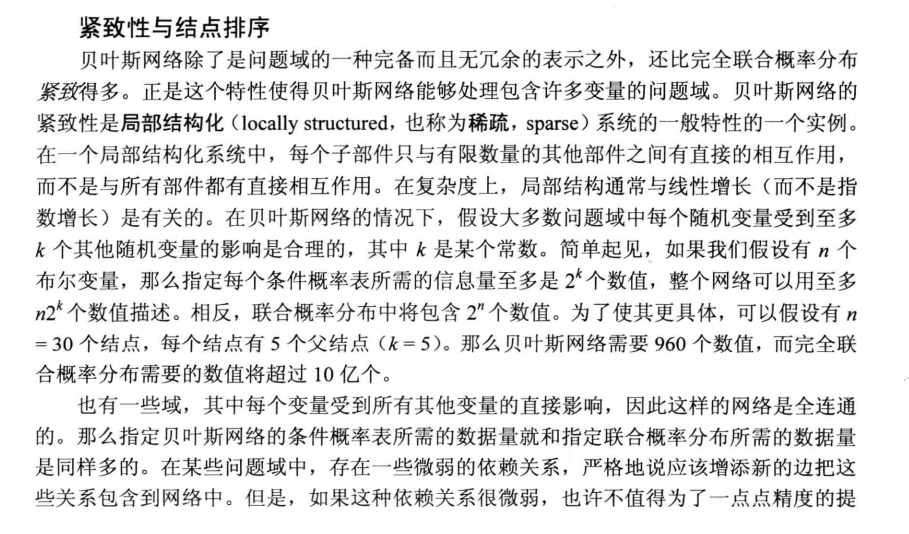 紧致性与结点排序
贝叶斯网络除了是问题域的一种完备而且无冗余的表示之外，还比完全联合概率分布
紧致得多。正是这个特性使得贝叶斯网络能够处理包含许多变量的问题域。贝叶斯网络的
紧致性是局部结构化（locally structured，也称为稀疏，sparse）系统的一般特性的一个实例。
在一个局部结构化系统中，每个子部件只与有限数量的其他部件之间有直接的相互作用，
而不是与所有部件都有直接相互作用。在复杂度上，局部结构通常与线性增长（而不是指
数增长）是有关的。在贝叶斯网络的情况下，假设大多数问题域中每个随机变量受到至多
k 个其他随机变量的影响是合理的，其中 k 是某个常数。简单起见，如果我们假设有 n 个
布尔变量，那么指定每个条件概率表所需的信息量至多是 2ᵏ个数值，整个网络可以用至多
n2ᵏ个数值描述。相反，联合概率分布中将包含 2ⁿ个数值。为了使其更具体，可以假设有 n
= 30 个结点，每个结点有 5 个父结点（k = 5）。那么贝叶斯网络需要 960 个数值，而完全联
合概率分布需要的数值将超过 10 亿个。
也有一些域，其中每个变量受到所有其他变量的直接影响，因此这样的网络是全连通
的。那么指定贝叶斯网络的条件概率表所需的数据量就和指定联合概率分布所需的数据量
是同样多的。在某些问题域中，存在一些微弱的依赖关系，严格地说应该增添新的边把这
些关系包含到网络中。但是，如果这种依赖关系很微弱，也许不值得为了一点点精度的提